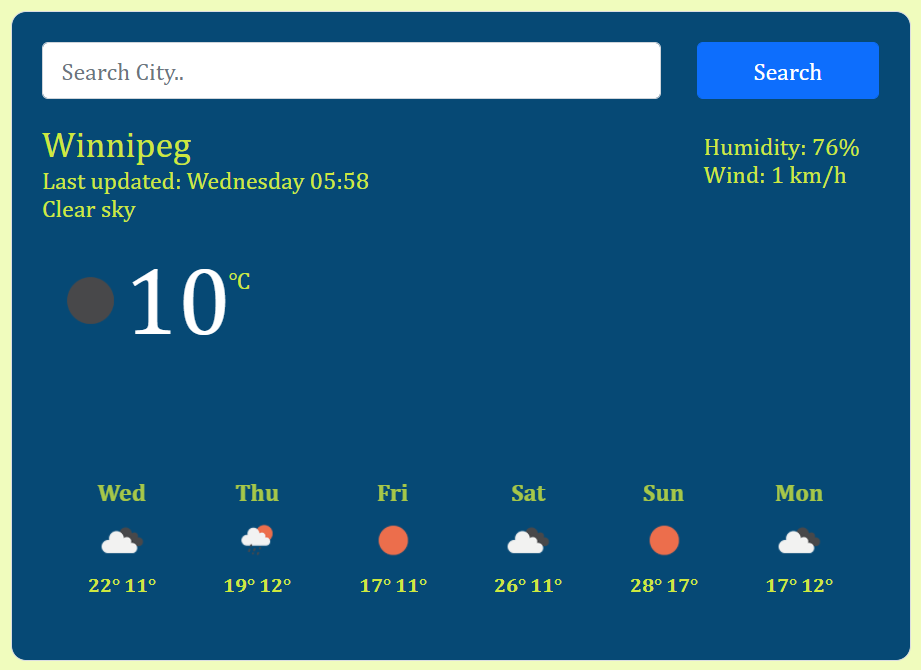 Search City..
Search
Winnipeg
Last updated: Wednesday 05:58
Clear sky
Humidity: 76%
Wind: 1 km/h
10°C
Wed Thu Fri Sat Sun Mon
22° 11° 19° 12° 17° 11° 26° 11° 28° 17° 17° 12°